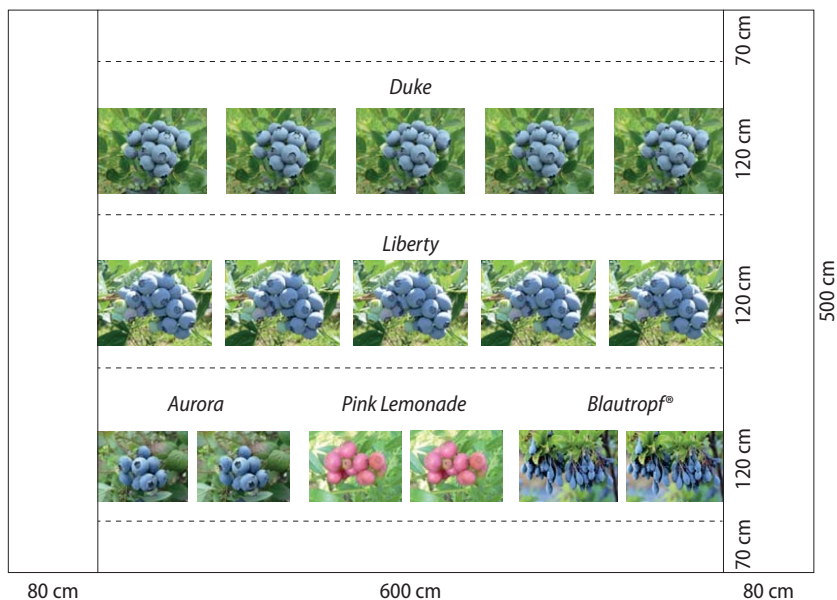 70 cm
Duke
120 cm
Liberty
120 cm
500 cm
Aurora
Pink Lemonade
Blautropf®
120 cm
70 cm
80 cm
600 cm
80 cm